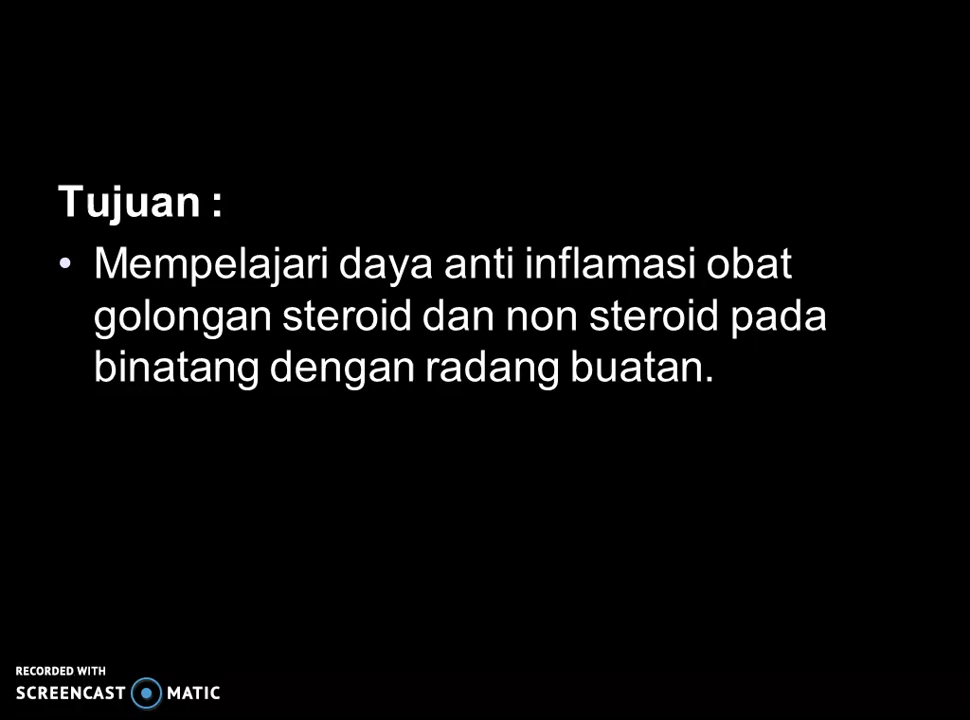 Tujuan :
• Mempelajari daya anti inflamasi obat
golongan steroid dan non steroid pada
binatang dengan radang buatan.
RECORDED WITH
SCREENCAST MATIC